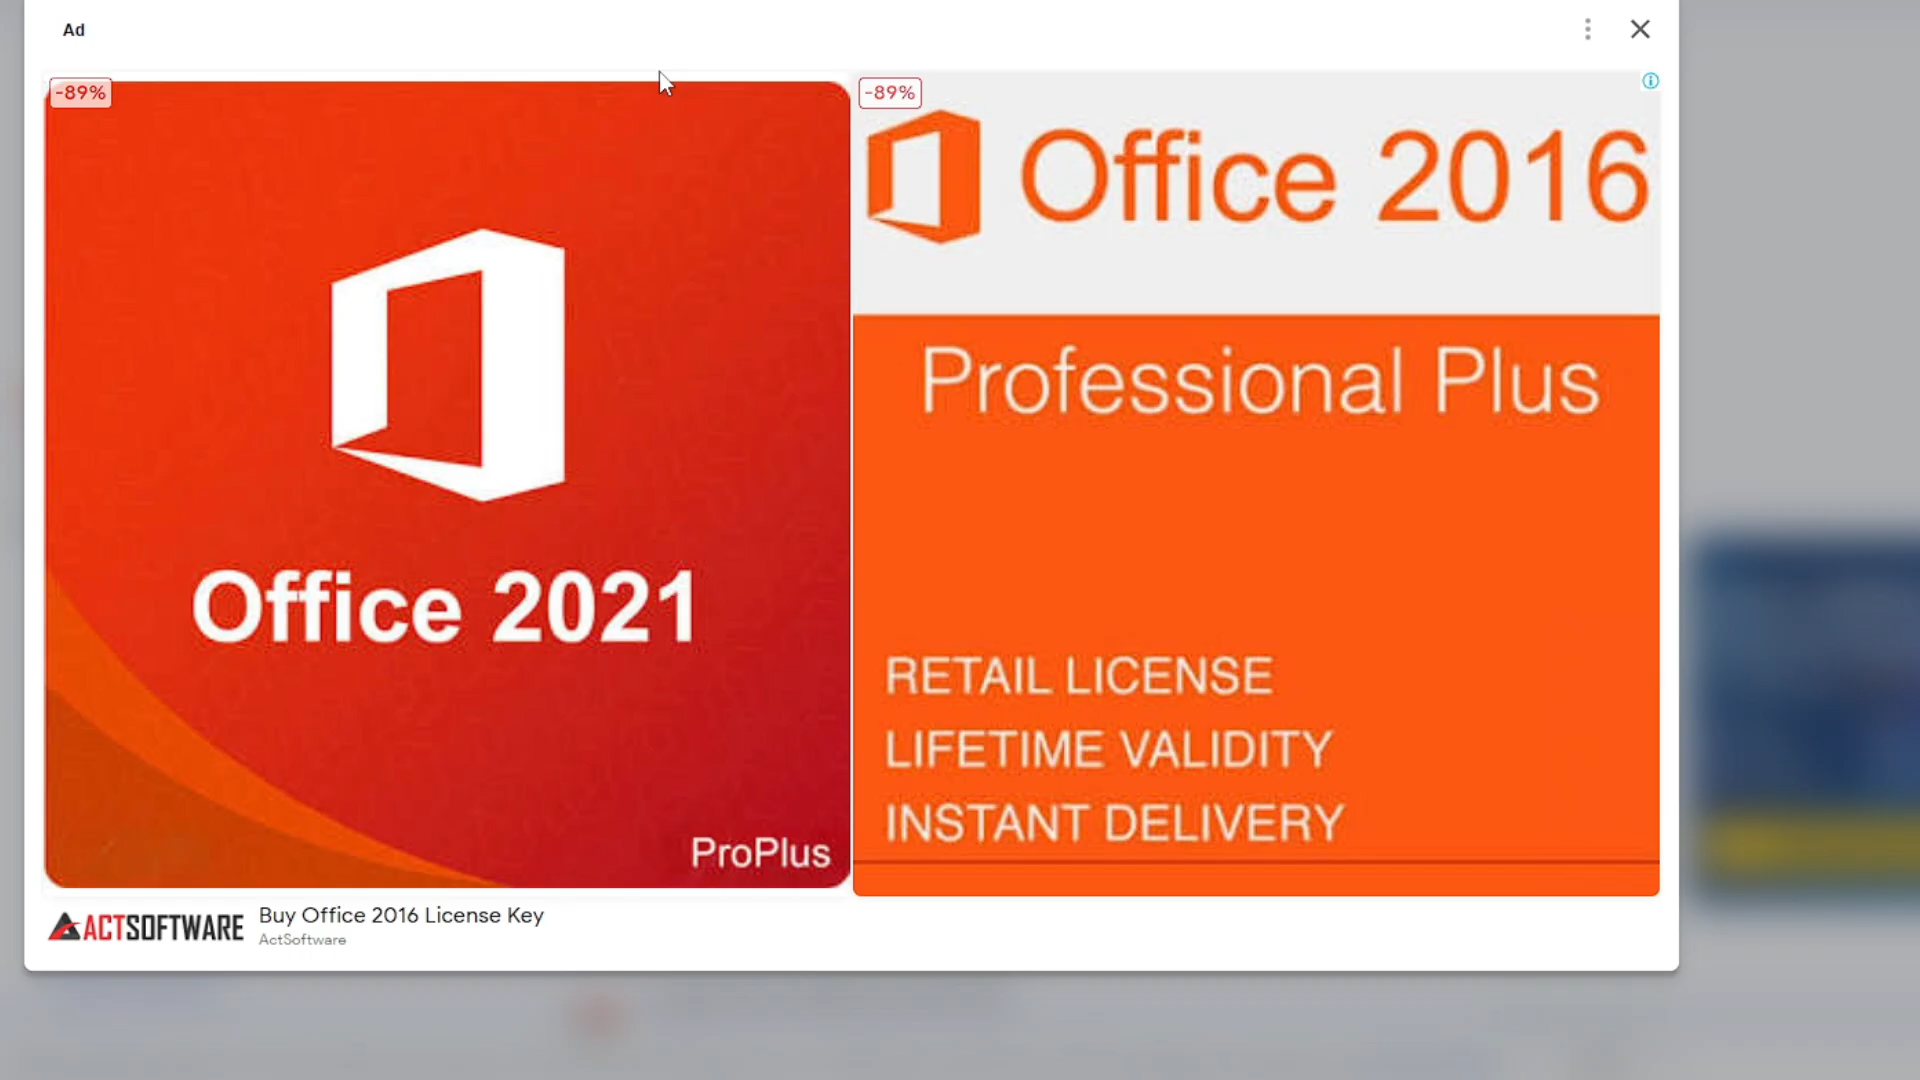 Ad
-89%
Office 2021
ProPlus
-89%
Office 2016
Professional Plus
RETAIL LICENSE
LIFETIME VALIDITY
INSTANT DELIVERY
ACTSOFTWARE
Buy Office 2016 License Key
ActSoftware